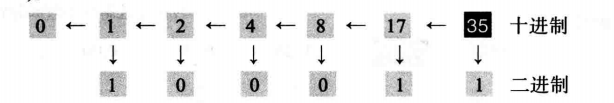 0 ← 1 ← 2 ← 4 ← 8 ← 17 ← 35 十进制
↓ ↓ ↓ ↓ ↓ ↓
1 0 0 0 1 1 二进制